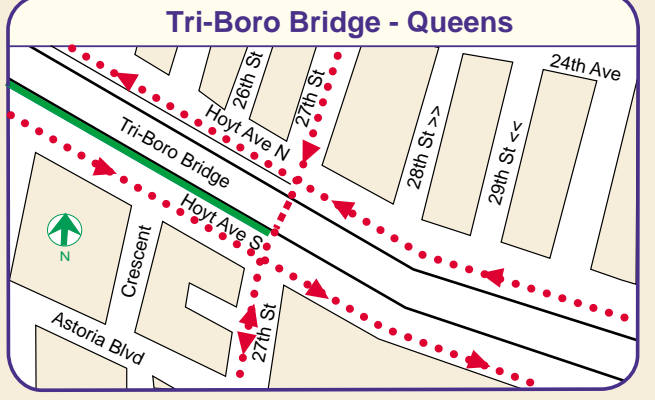 Tri-Boro Bridge - Queens
24th Ave
26th St
27th St
Hoyt Ave N
28th St >>
29th St <<
Tri-Boro Bridge
Hoyt Ave S
N
Crescent
27th St
Astoria Blvd